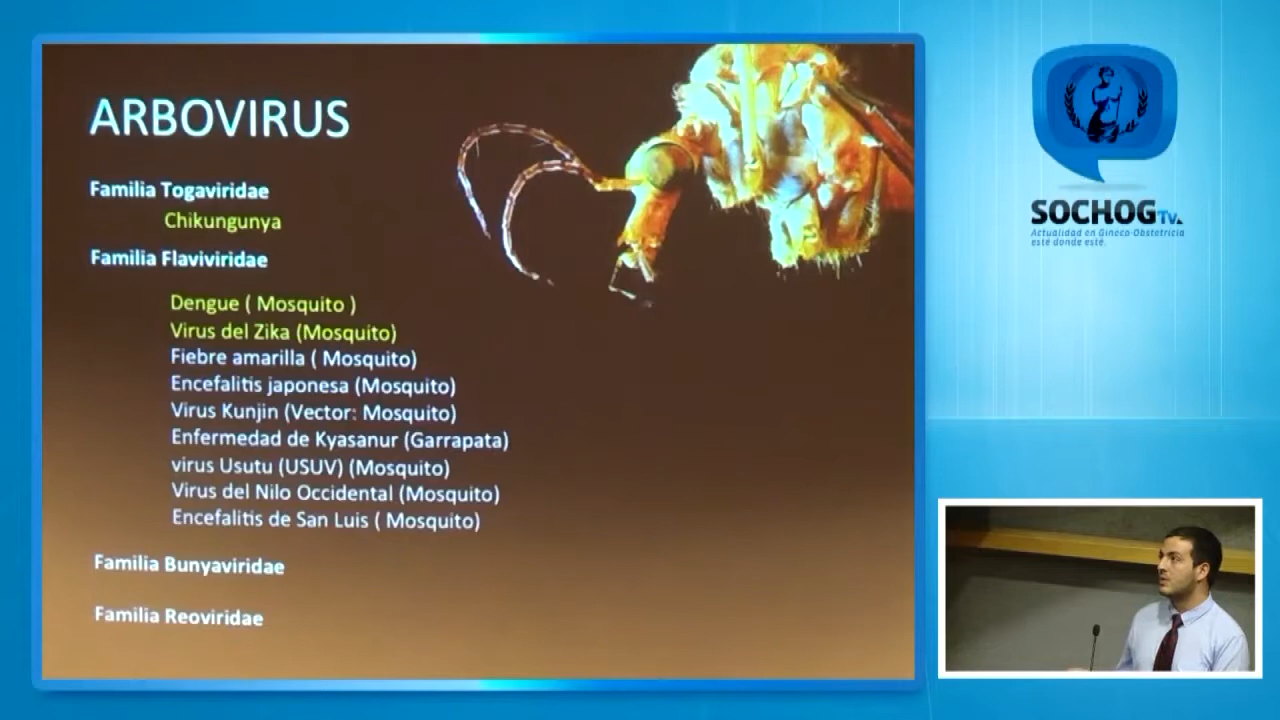 ARBOVIRUS
Familia Togaviridae
Chikungunya
Familia Flaviviridae
Dengue ( Mosquito )
Virus del Zika (Mosquito)
Fiebre amarilla ( Mosquito)
Encefalitis japonesa (Mosquito)
Virus Kunjin (Vector: Mosquito)
Enfermedad de Kyasanur (Garrapata)
virus Usutu (USUV) (Mosquito)
Virus del Nilo Occidental (Mosquito)
Encefalitis de San Luis ( Mosquito)
Familia Bunyaviridae
Familia Reoviridae
SOCHOG Tv.
Actualidad en Gineco-Obstetricia
esté donde esté.